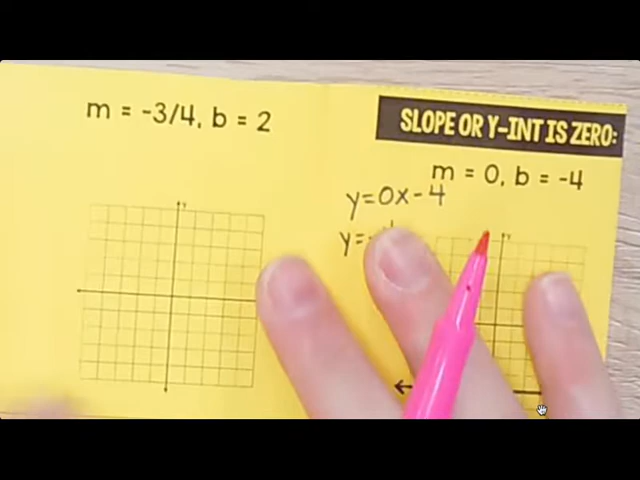 m = -3/4, b = 2
SLOPE OR Y-INT IS ZERO:
m = 0, b = -4
y=0x-4
y=-
y
y